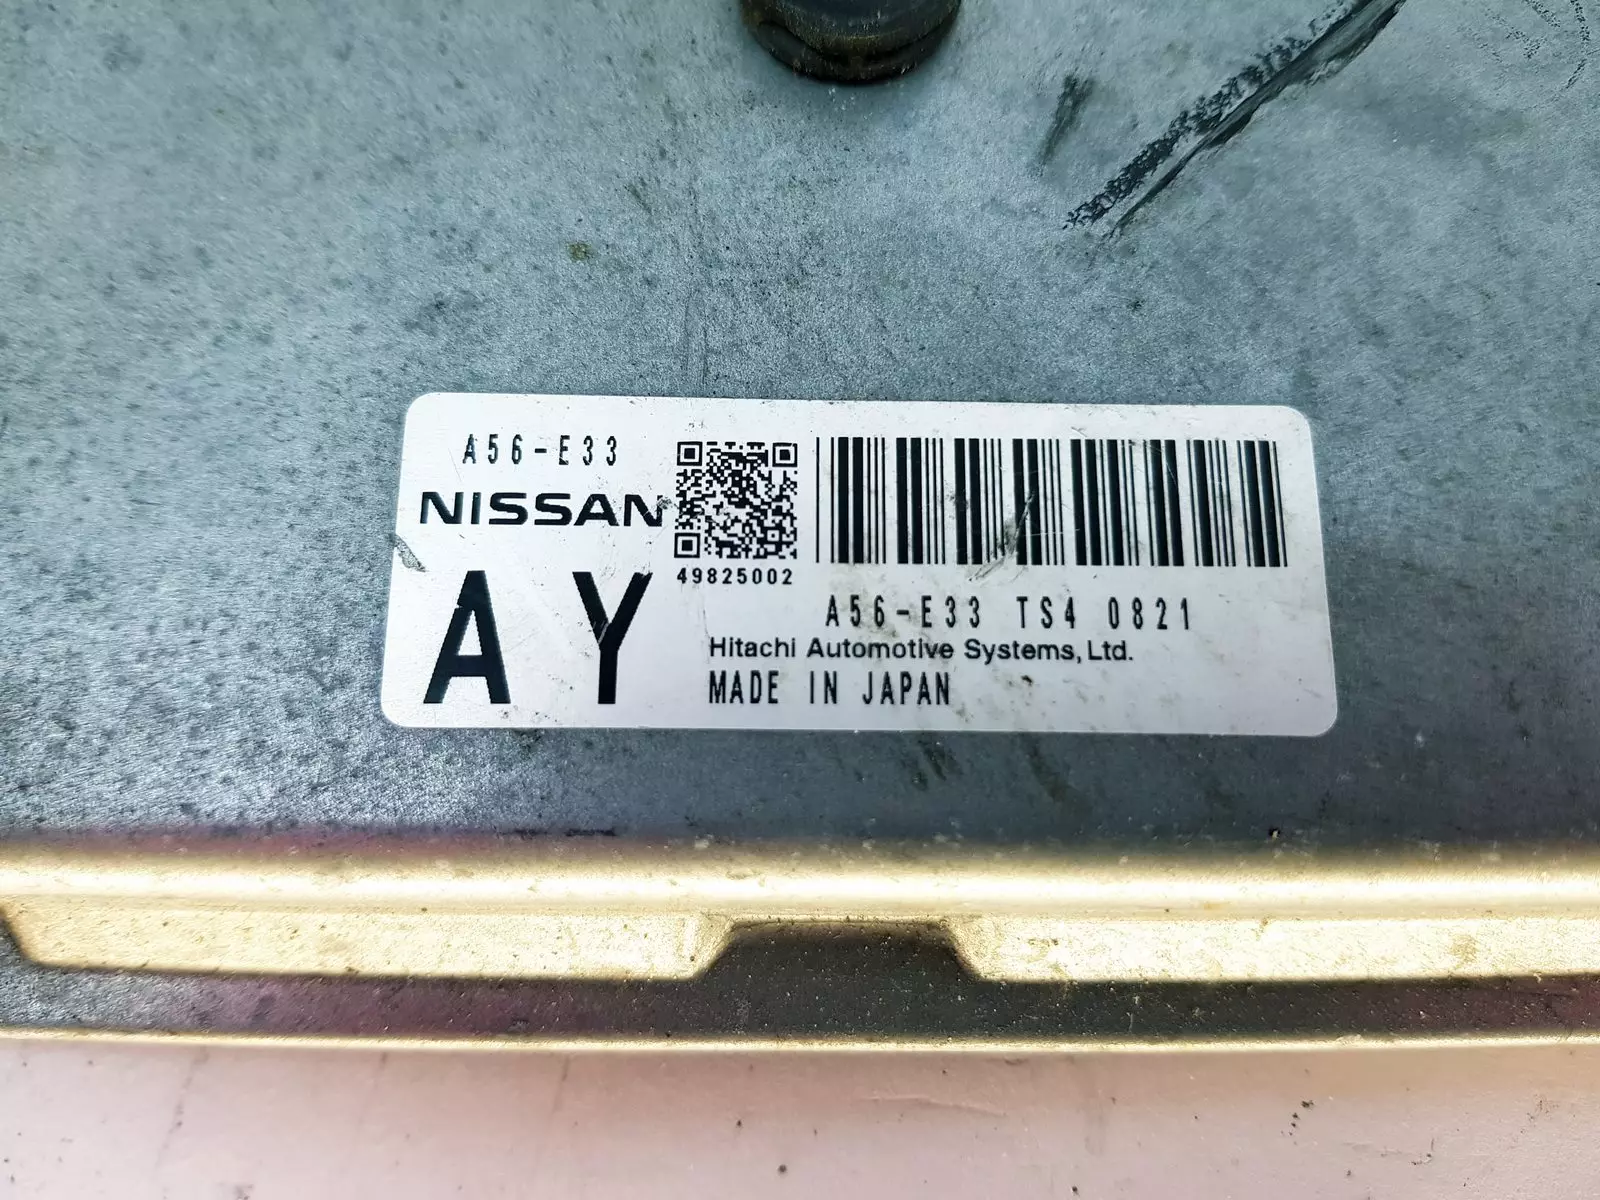 A56-E33
NISSAN
AY
49825002
A56-E33 TS4 0821
Hitachi Automotive Systems, Ltd.
MADE IN JAPAN